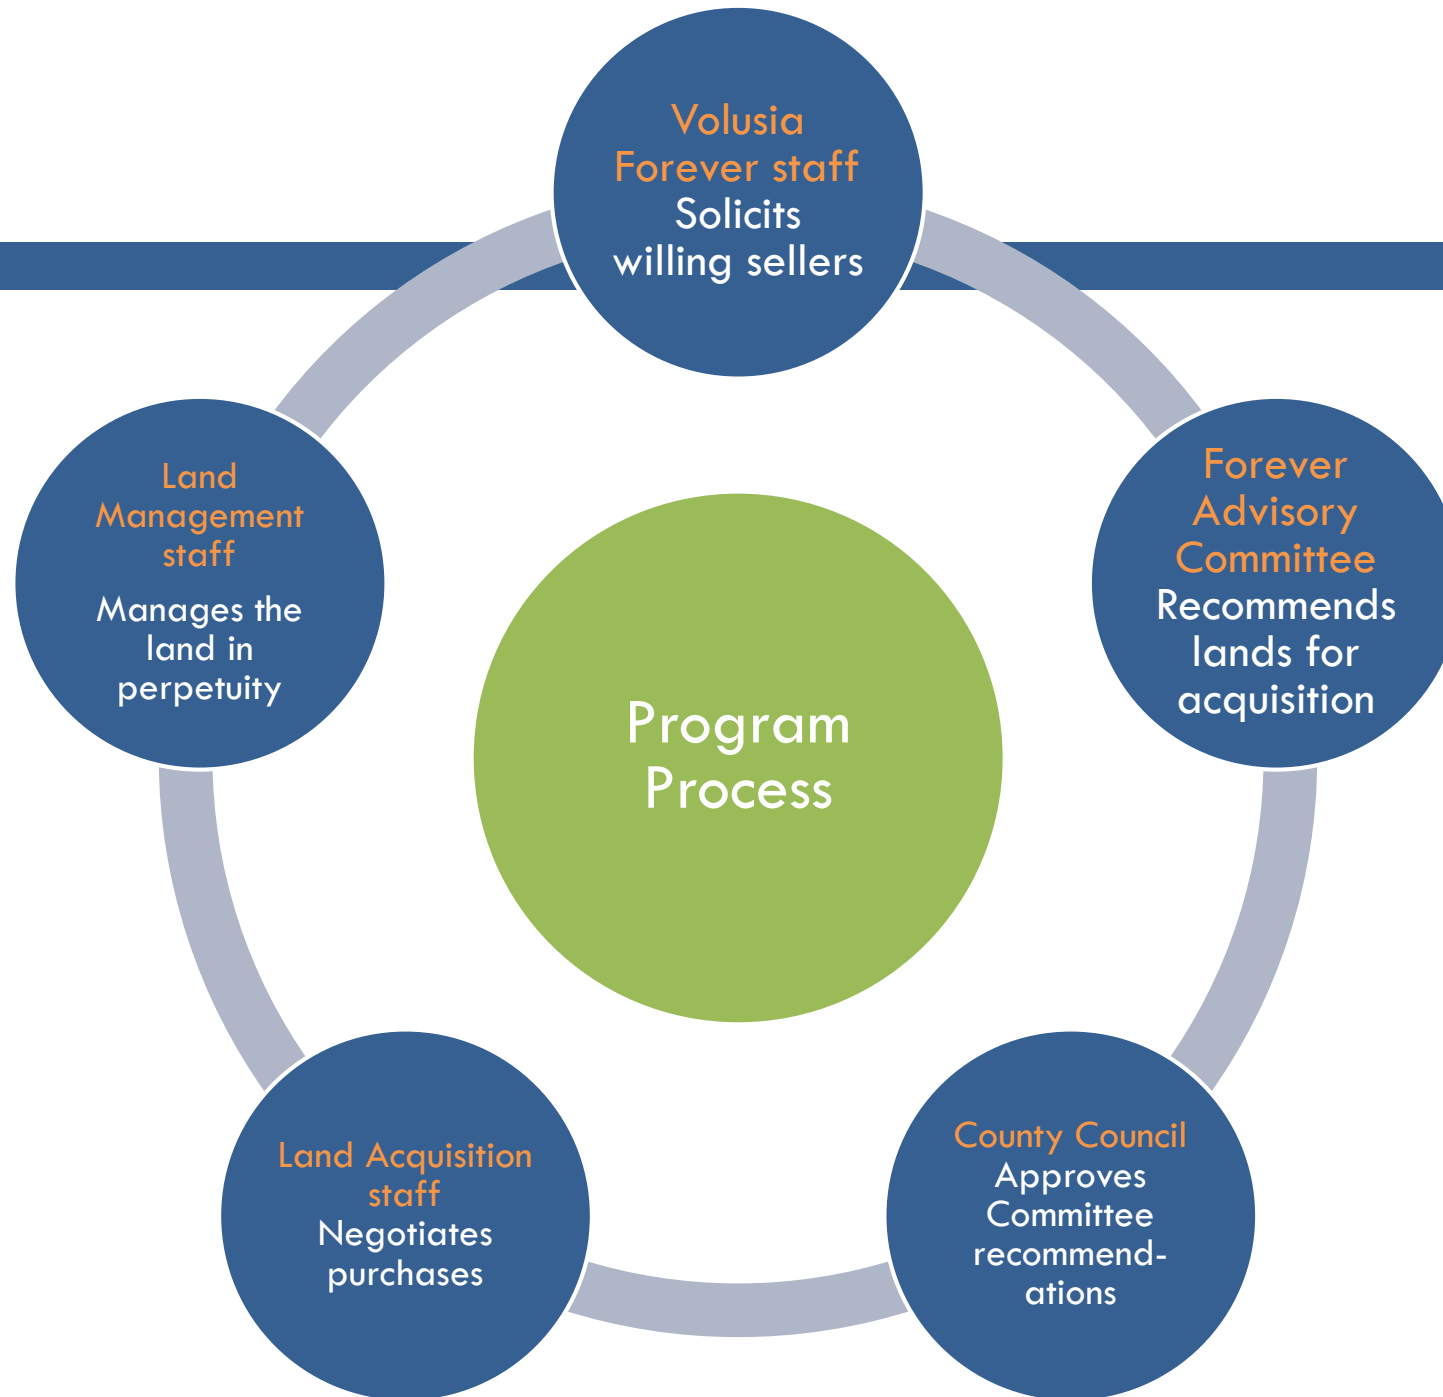 Volusia
Forever staff
Solicits
willing sellers
Forever
Advisory
Committee
Recommends
lands for
acquisition
County Council
Approves
Committee
recommend-
ations
Land Acquisition
staff
Negotiates
purchases
Land
Management
staff
Manages the
land in
perpetuity
Program
Process